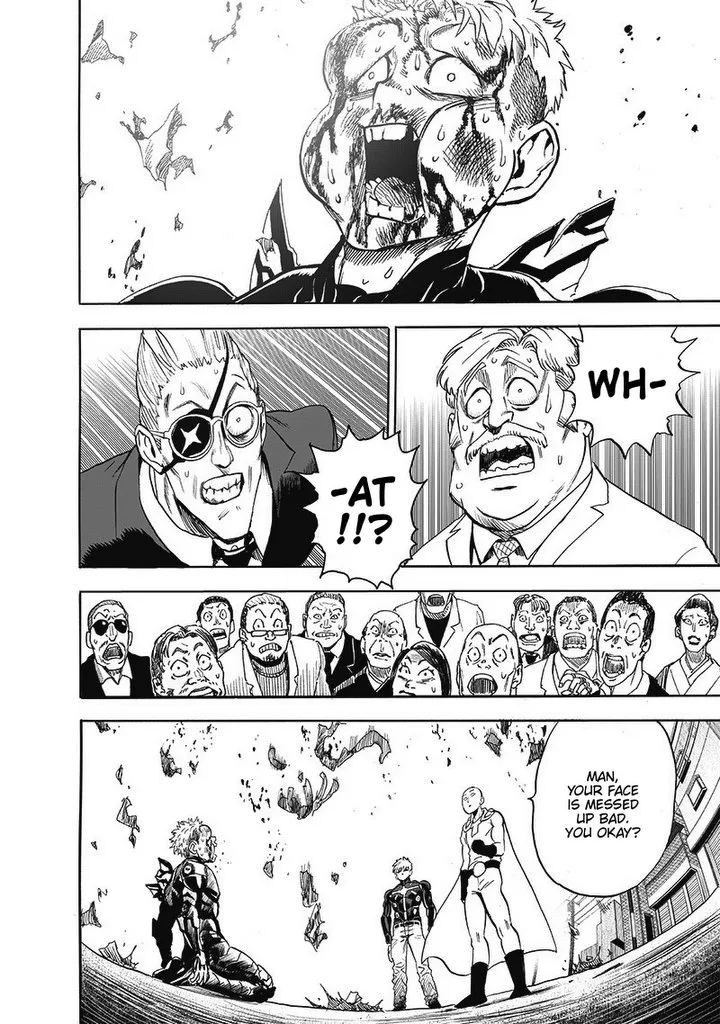 WH-
-AT
!!?
MAN,
YOUR FACE
IS MESSED
UP BAD.
YOU OKAY?